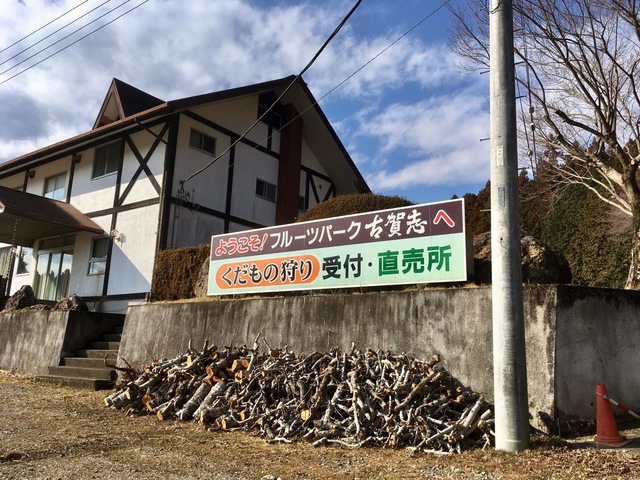 ようこそ!フルーツパーク古賀志へ
くだもの狩り 受付・直売所